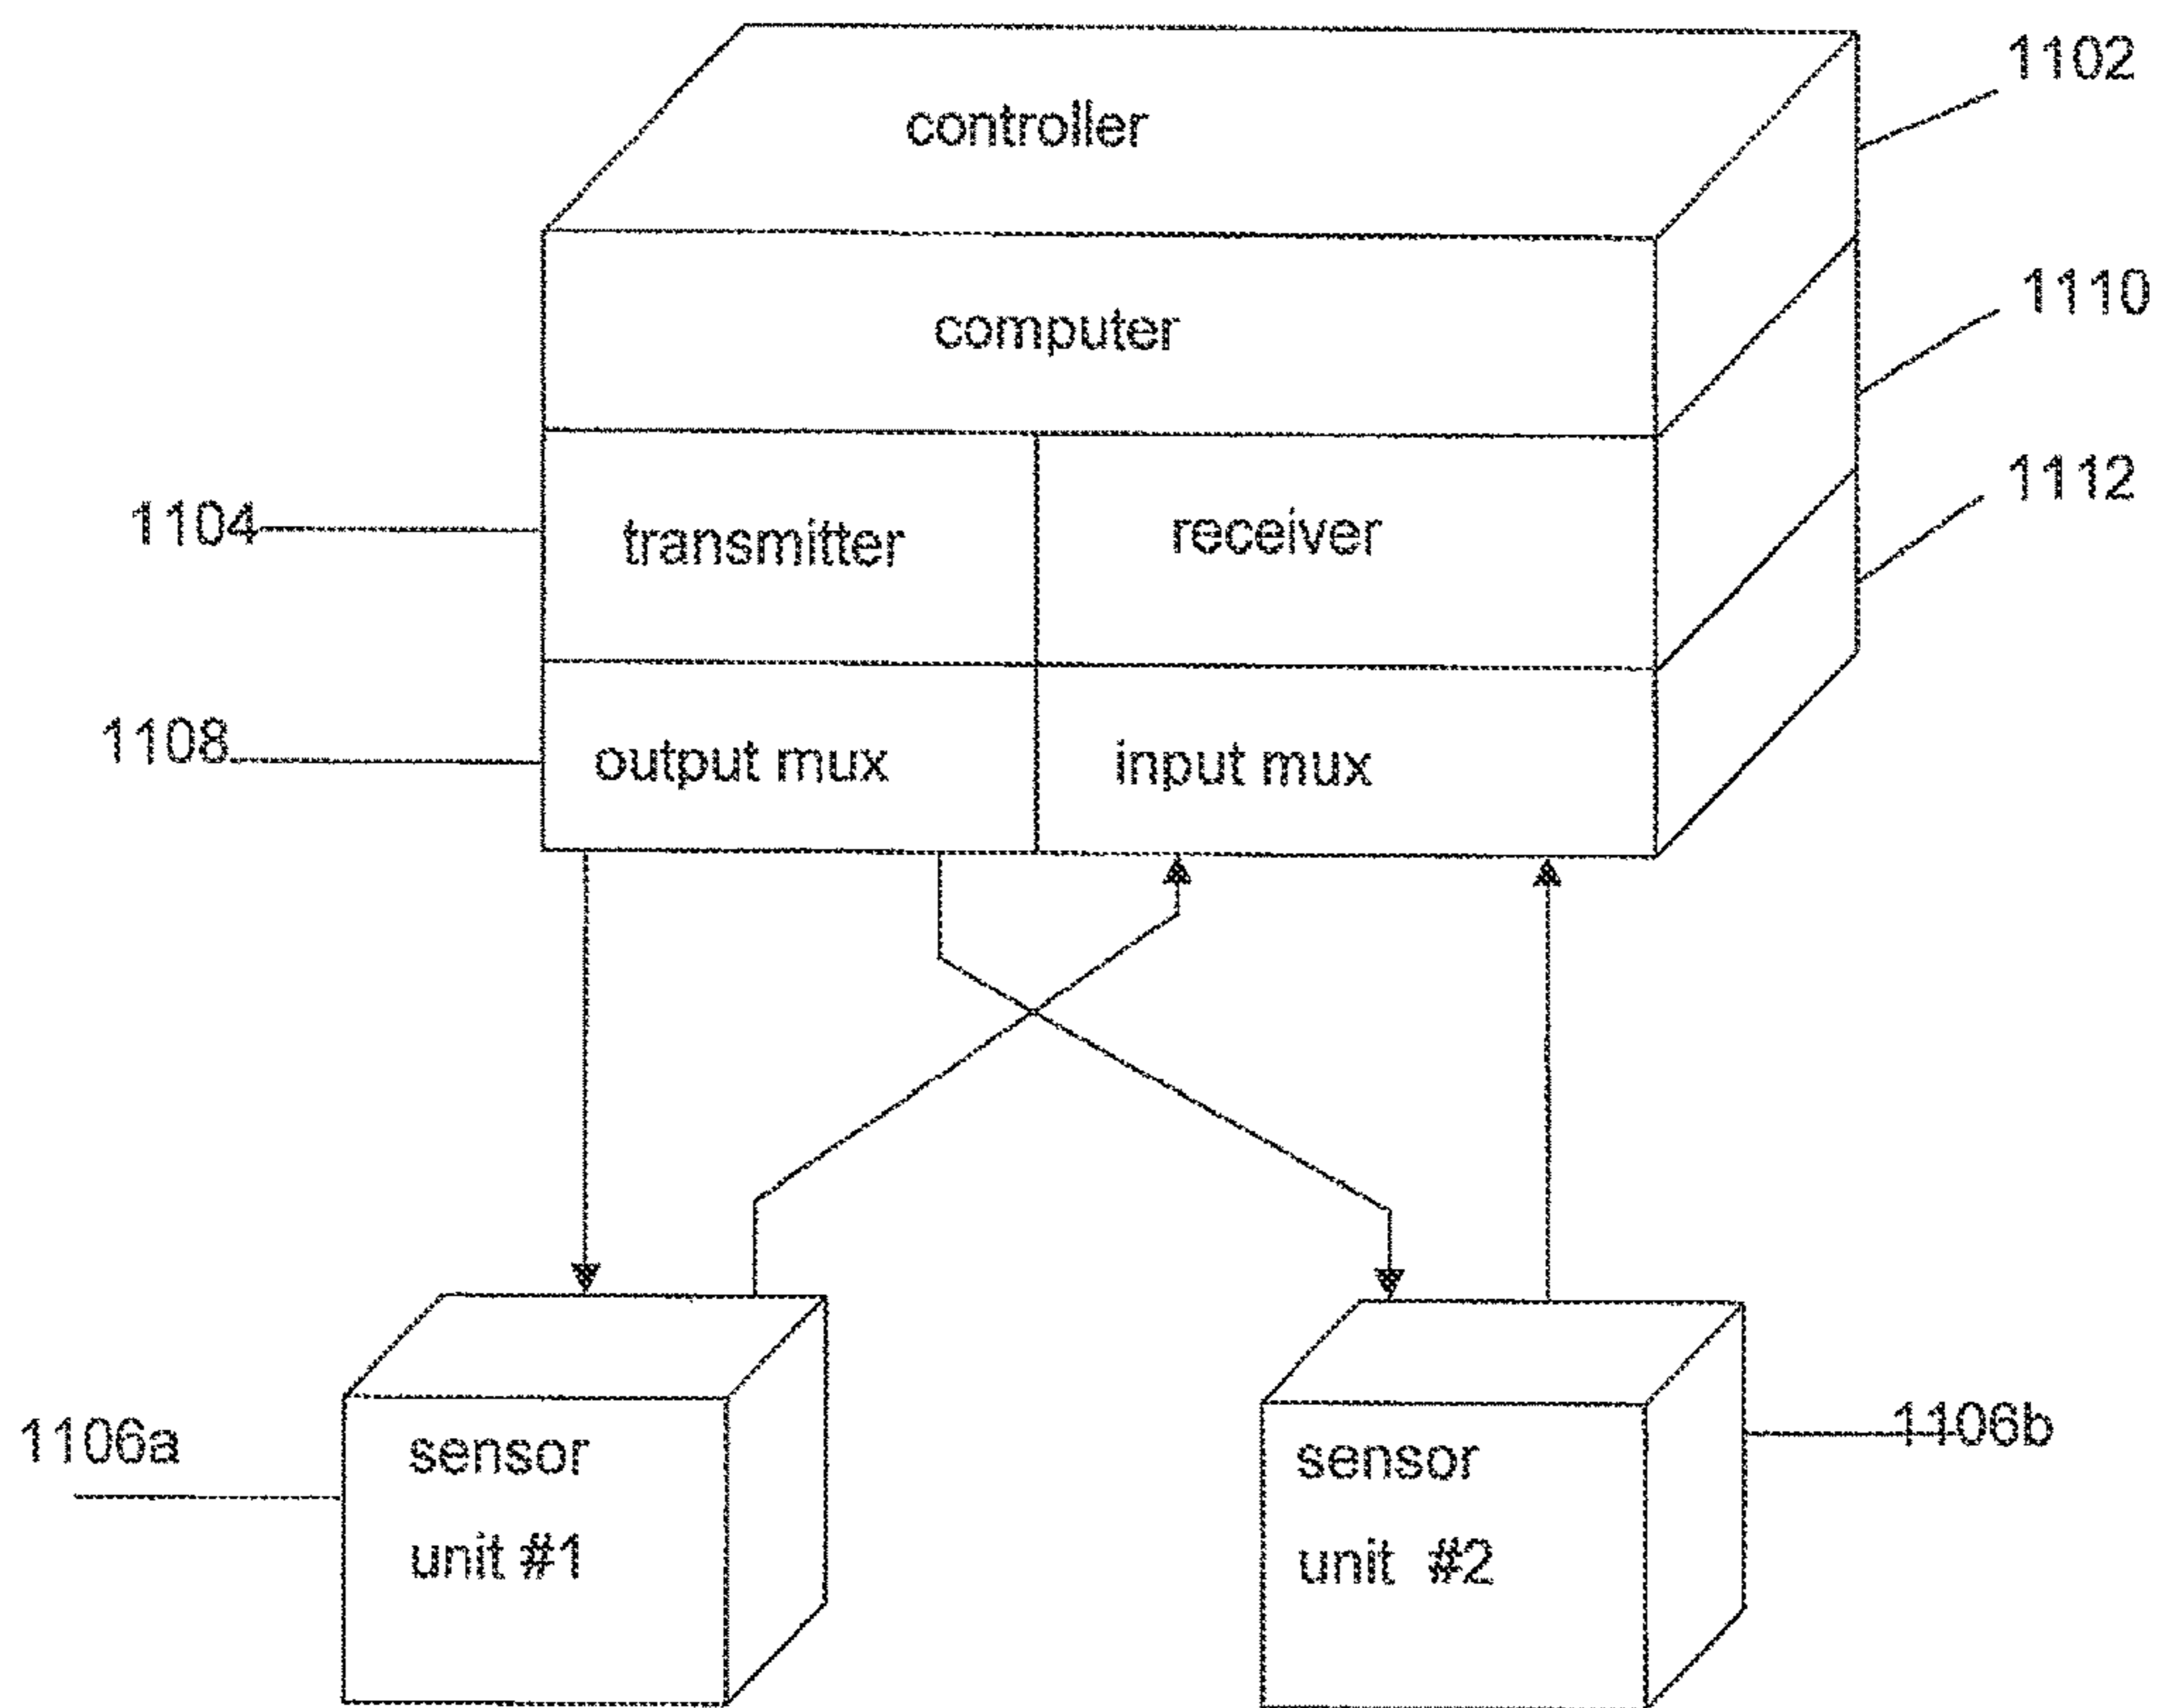 controller
1102
computer
1110
1104
transmitter
receiver
1112
1108
output mux
input mux
1106a
sensor
unit #1
sensor
unit #2
1106b